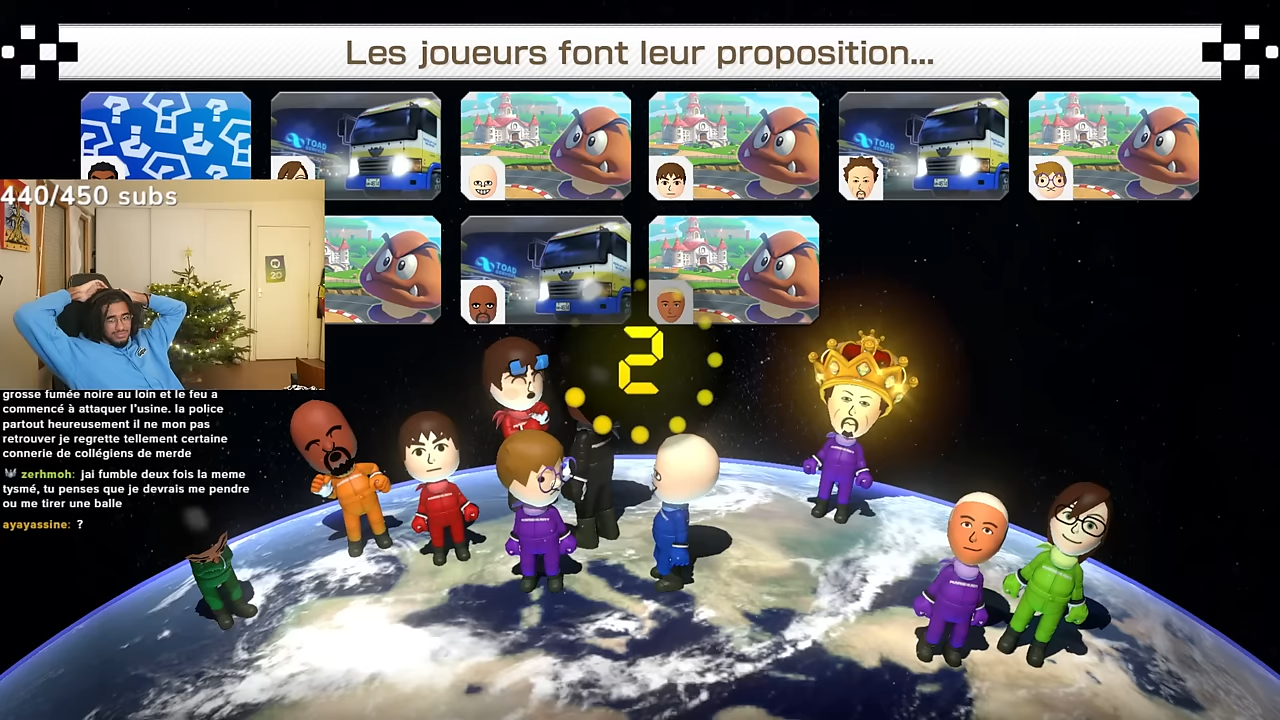 Les joueurs font leur proposition...
TOAD
TOAD
440/450 subs
20
TOAD
2
grosse fumée noire au loin et le feu a
commencé à attaquer l'usine. la police
partout heureusement il ne mon pas
retrouver je regrette tellement certaine
connerie de collégiens de merde
zerhmoh: jai fumble deux fois la meme
tysmé, tu penses que je devrais me pendre
ou me tirer une balle
ayayassine: ?